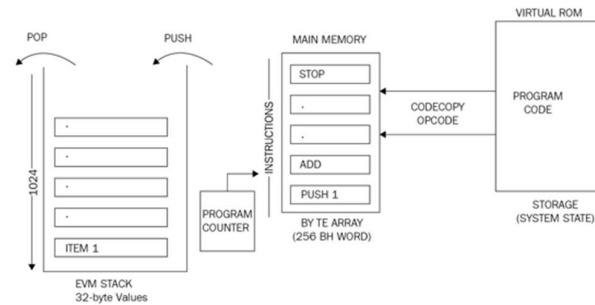 POP
PUSH
1024
.
.
.
.
ITEM 1
EVM STACK
32-byte Values
PROGRAM
COUNTER
INSTRUCTIONS
MAIN MEMORY
STOP
.
.
ADD
PUSH 1
BY TE ARRAY
(256 BH WORD)
CODECOPY
OPCODE
VIRTUAL ROM
PROGRAM
CODE
STORAGE
(SYSTEM STATE)